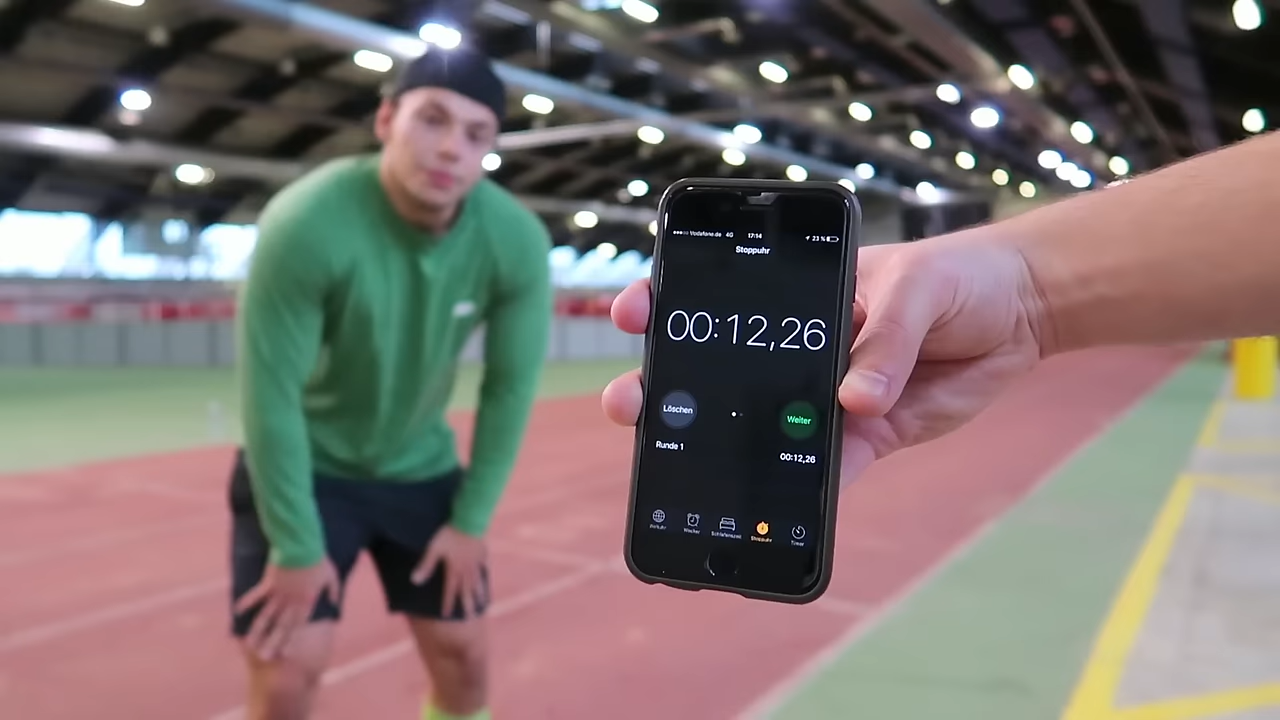 Vodafone.de 4G 17:14 23 %
Stoppuhr
00:12,26
Löschen
Weiter
Runde 1 00:12,26
Weltuhr Wecker Schlafenszeit Stoppuhr Timer